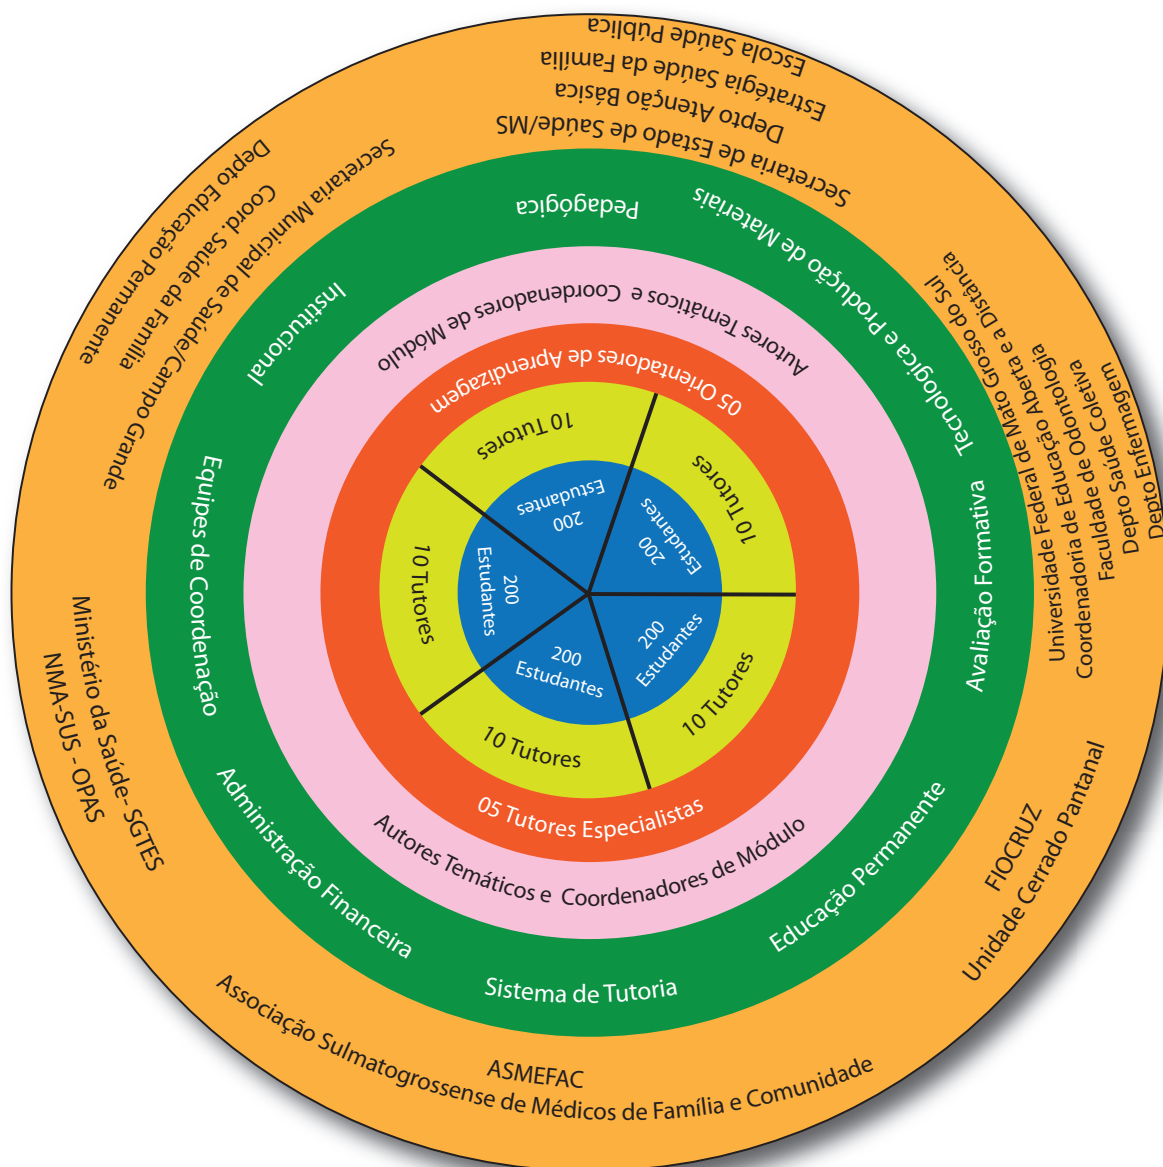 Escola Saúde Pública
Estratégia Saúde da Família
Depto Atenção Básica
Secretaria de Estado de Saúde/MS
Depto Educação Permanente
Coord. Saúde da Família
Secretaria Municipal de Saúde/Campo Grande
Universidade Federal de Mato Grosso do Sul
Coordenadoria de Educação Aberta e a Distância
Faculdade de Odontologia
Depto Saúde Coletiva
Depto Enfermagem
Ministério da Saúde- SGTES
NMA-SUS - OPAS
FIOCRUZ
Unidade Cerrado Pantanal
ASMEFAC
Associação Sulmatogrossense de Médicos de Família e Comunidade
Pedagógica
Tecnologica e Produção de Materiais
Institucional
Equipes de Coordenação
Avaliação Formativa
Administração Financeira
Educação Permanente
Sistema de Tutoria
Autores Temáticos e Coordenadores de Módulo
Autores Temáticos e Coordenadores de Módulo
05 Orientadores de Aprendizagem
05 Tutores Especialistas
10 Tutores
10 Tutores
10 Tutores
10 Tutores
10 Tutores
200
Estudantes
200
Estudantes
200
Estudantes
200
Estudantes
200
Estudantes